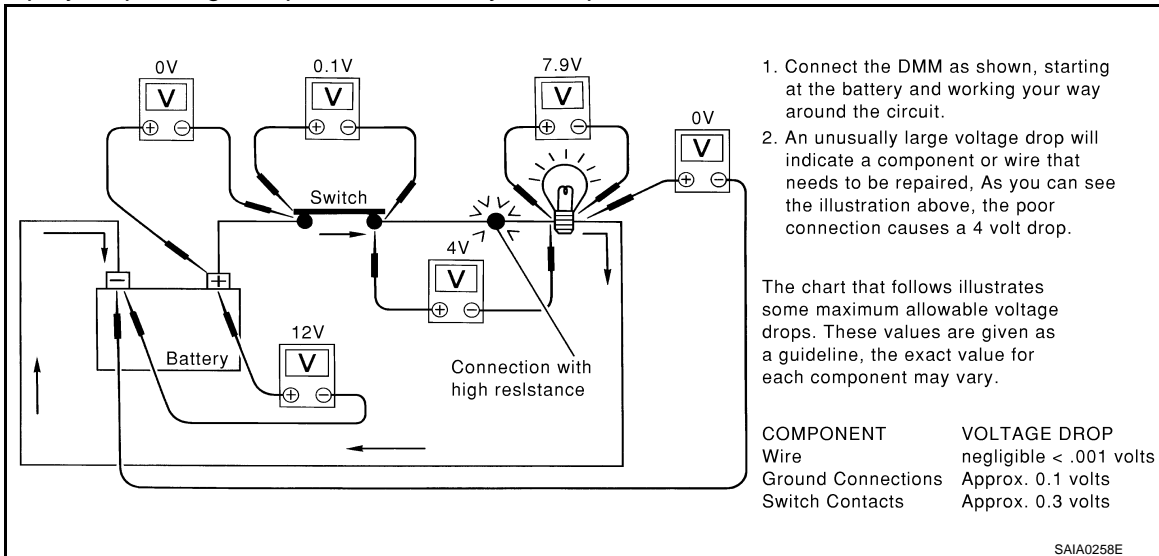 0V
0.1V
7.9V
0V
V
V
V
V
Switch
4V
V
12V
V
Battery
Connection with
high reslstance
1. Connect the DMM as shown, starting
at the battery and working your way
around the circuit.
2. An unusually large voltage drop will
indicate a component or wire that
needs to be repaired, As you can see
the illustration above, the poor
connection causes a 4 volt drop.
The chart that follows illustrates
some maximum allowable voltage
drops. These values are given as
a guideline, the exact value for
each component may vary.
COMPONENT VOLTAGE DROP
Wire negligible < .001 volts
Ground Connections Approx. 0.1 volts
Switch Contacts Approx. 0.3 volts
SAIA0258E